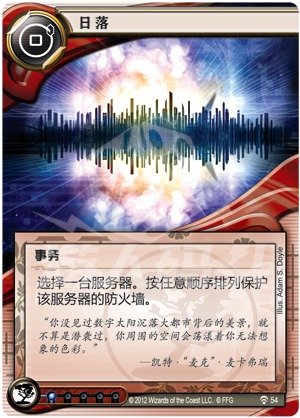 日落
事务
选择一台服务器。按任意顺序排列保护
该服务器的防火墙。
“你没见过数字太阳沉落大都市背后的美景，就
不算是潜袭过，你周围的空间会荡漾着你无法想
象的色彩。”
—凯特·“麦克”·麦卡弗瑞
Illus. Adam S. Doyle
© 2012 Wizards of the Coast LLC. © FFG
54